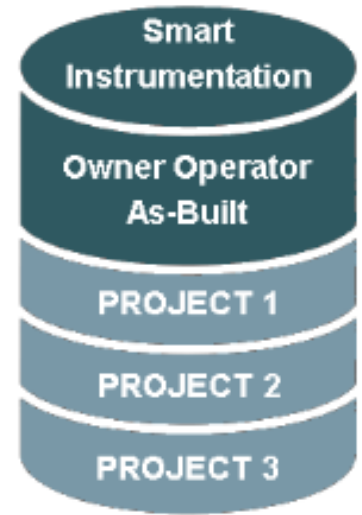 Smart
Instrumentation
Owner Operator
As-Built
PROJECT 1
PROJECT 2
PROJECT 3